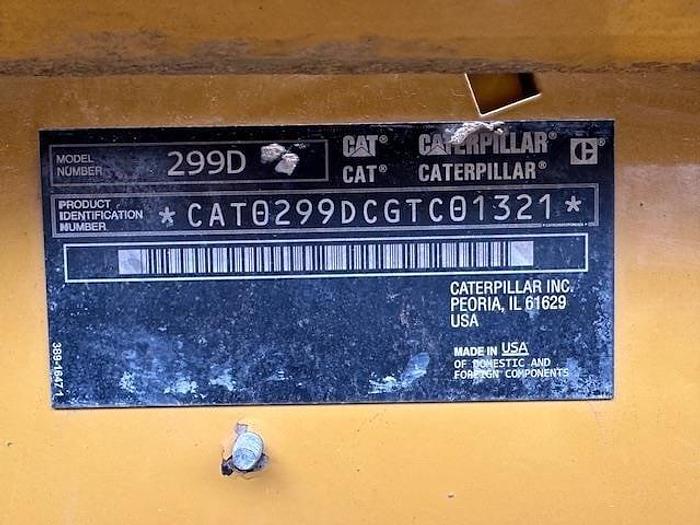 MODEL NUMBER 299D CAT® CATERPILLAR®
CAT® CATERPILLAR®
PRODUCT IDENTIFICATION NUMBER *CAT0299DCGTC01321*
CATERPILLAR INC.
PEORIA, IL 61629
USA
MADE IN USA
OF DOMESTIC AND
FOREIGN COMPONENTS
389-1647 1